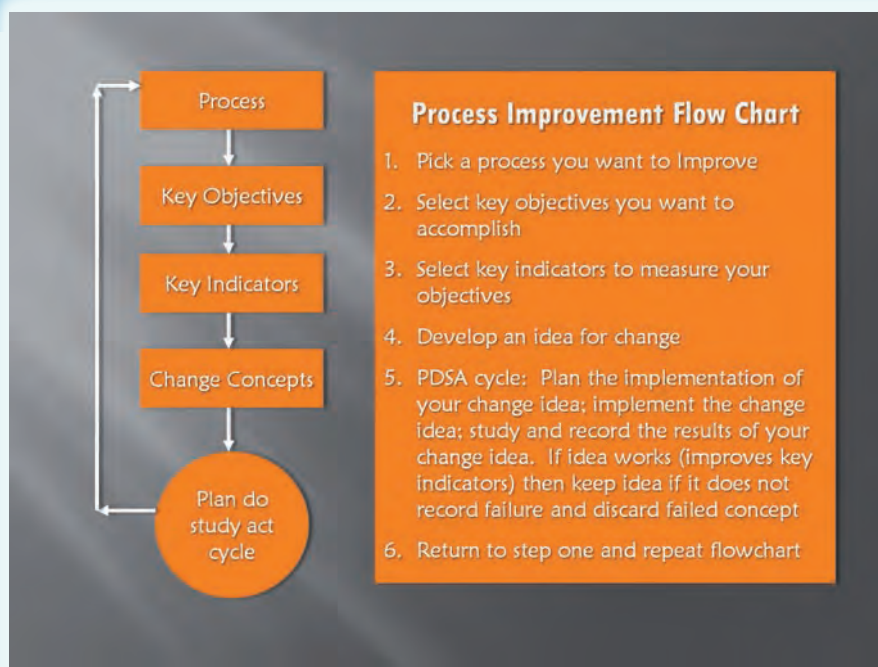 Process
Key Objectives
Key Indicators
Change Concepts
Plan do
study act
cycle
Process Improvement Flow Chart
1. Pick a process you want to Improve
2. Select key objectives you want to
accomplish
3. Select key indicators to measure your
objectives
4. Develop an idea for change
5. PDSA cycle: Plan the implementation of
your change idea; implement the change
idea; study and record the results of your
change idea. If idea works (improves key
indicators) then keep idea if it does not
record failure and discard failed concept
6. Return to step one and repeat flowchart